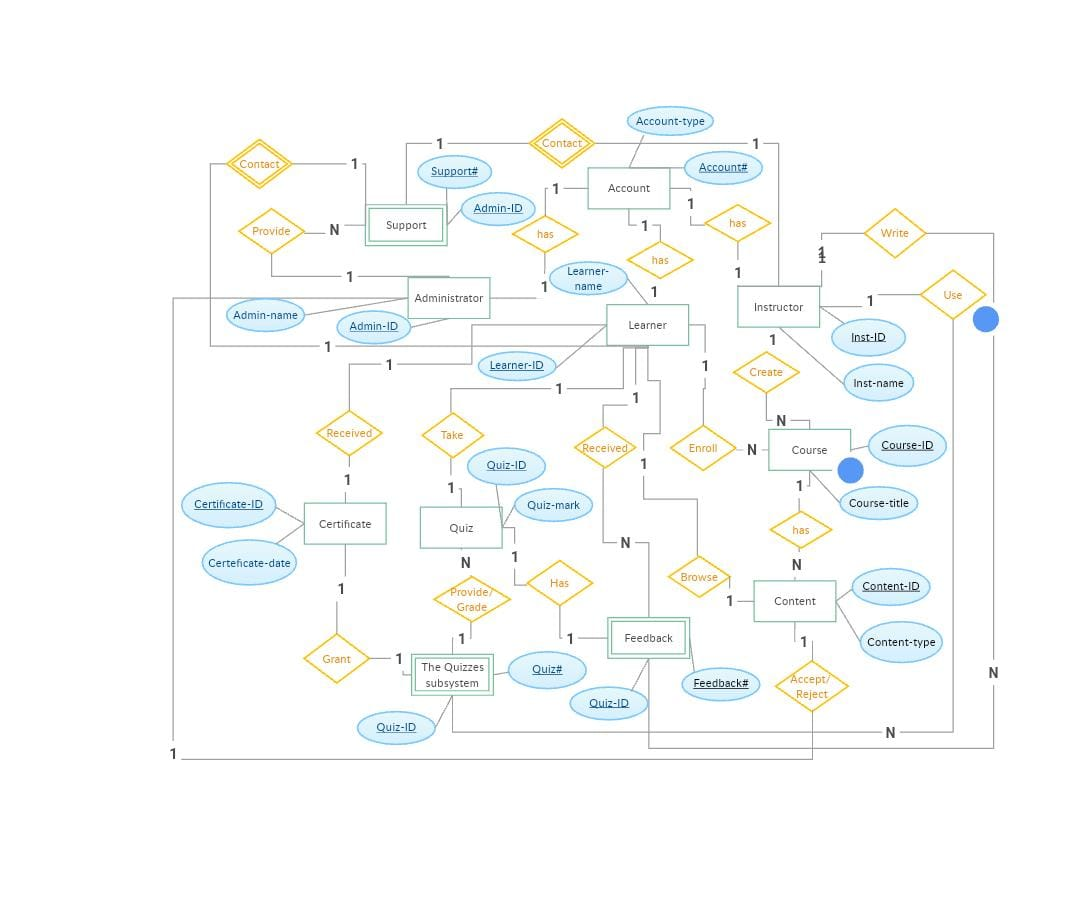 Account-type
Contact
1
Contact
1
1
Support#
Account#
Account
1
1
Admin-ID
Support
N
Provide
has
1
has
has
Write
1
1
Learner-
name
1
1
1
1
Administrator
Admin-name
Admin-ID
Learner
Instructor
1
Use
Inst-ID
1
1
Learner-ID
1
1
Create
Inst-name
1
1
N
Received
Take
Received
Enroll
N
Course
Course-ID
1
Quiz-ID
1
1
1
Certificate-ID
Quiz-mark
Course-title
Certificate
Quiz
has
N
1
Certeficate-date
N
N
1
Provide/
Grade
Has
Browse
1
Content
Content-ID
Content-type
1
1
1
Feedback
Grant
1
The Quizzes
subsystem
Quiz#
Feedback#
Accept/
Reject
N
Quiz-ID
Quiz-ID
N
1